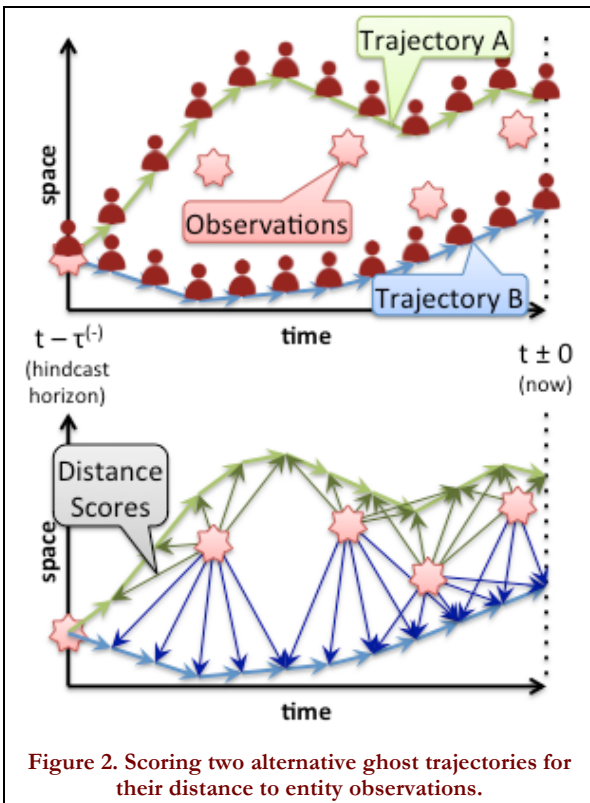 Trajectory A
space
Observations
Trajectory B
time
t – τ(-)
(hindcast
horizon)
t ± 0
(now)
Distance
Scores
space
time
Figure 2. Scoring two alternative ghost trajectories for
their distance to entity observations.